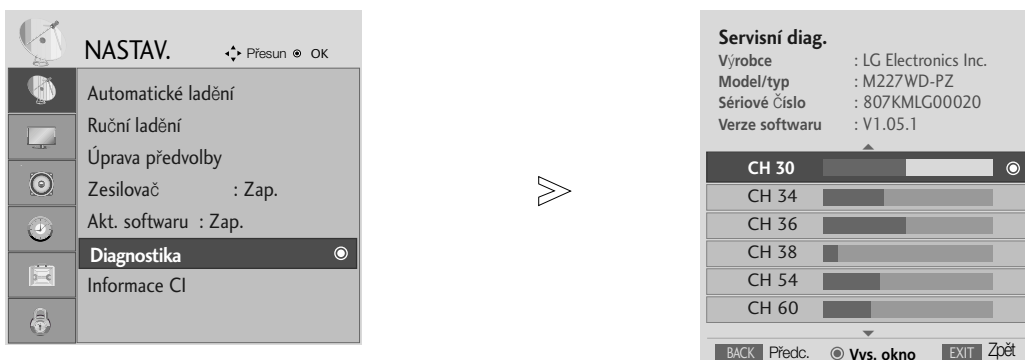 NASTAV. Přesun OK
Automatické ladění
Ruční ladění
Úprava předvolby
Zesilovač : Zap.
Akt. softwaru : Zap.
Diagnostika
Informace CI
Servisní diag.
Výrobce : LG Electronics Inc.
Model/typ : M227WD-PZ
Sériové Číslo : 807KMLG00020
Verze softwaru : V1.05.1
CH 30
CH 34
CH 36
CH 38
CH 54
CH 60
BACK Předc. Vys. okno EXIT Zpět